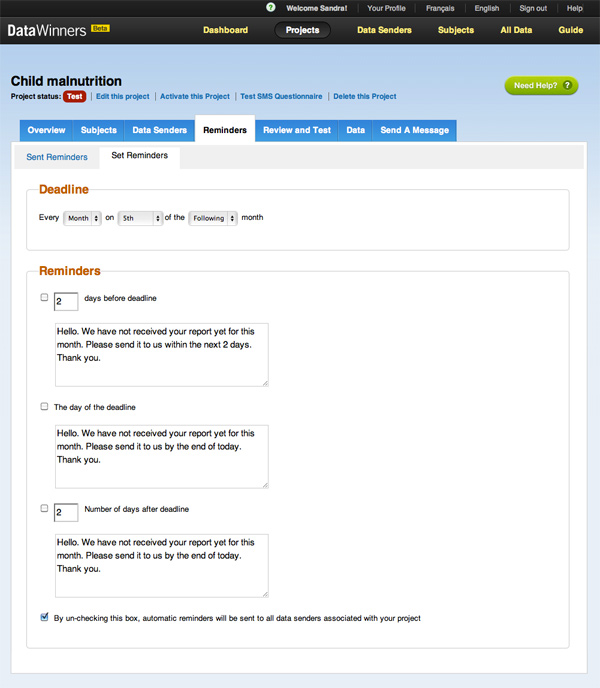 ? Welcome Sandra! | Your Profile | Français | English | Sign out | Help
DataWinners Beta
Dashboard Projects Data Senders Subjects All Data Guide
Child malnutrition
Project status: Test | Edit this project | Activate this Project | Test SMS Questionnaire | Delete this Project
Need Help? ?
Overview Subjects Data Senders Reminders Review and Test Data Send A Message
Sent Reminders Set Reminders
Deadline
Every Month on 5th of the Following month
Reminders
2 days before deadline
Hello. We have not received your report yet for this
month. Please send it to us within the next 2 days.
Thank you.
The day of the deadline
Hello. We have not received your report yet for this
month. Please send it to us by the end of today.
Thank you.
2 Number of days after deadline
Hello. We have not received your report yet for this
month. Please send it to us by the end of today.
Thank you.
By un-checking this box, automatic reminders will be sent to all data senders associated with your project